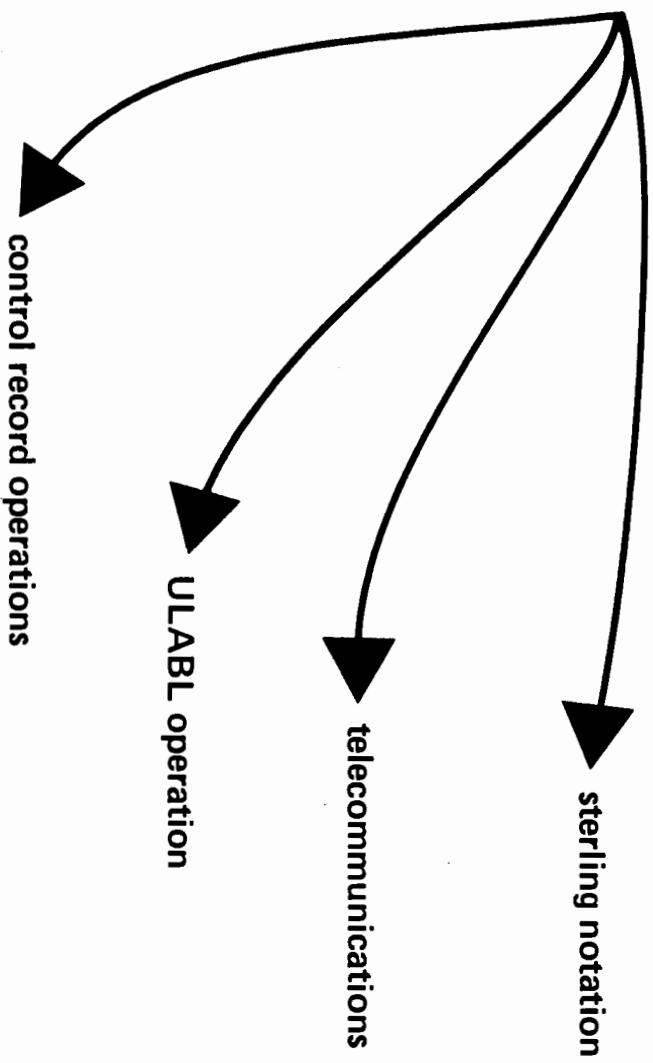 sterling notation
telecommunications
ULABL operation
control record operations